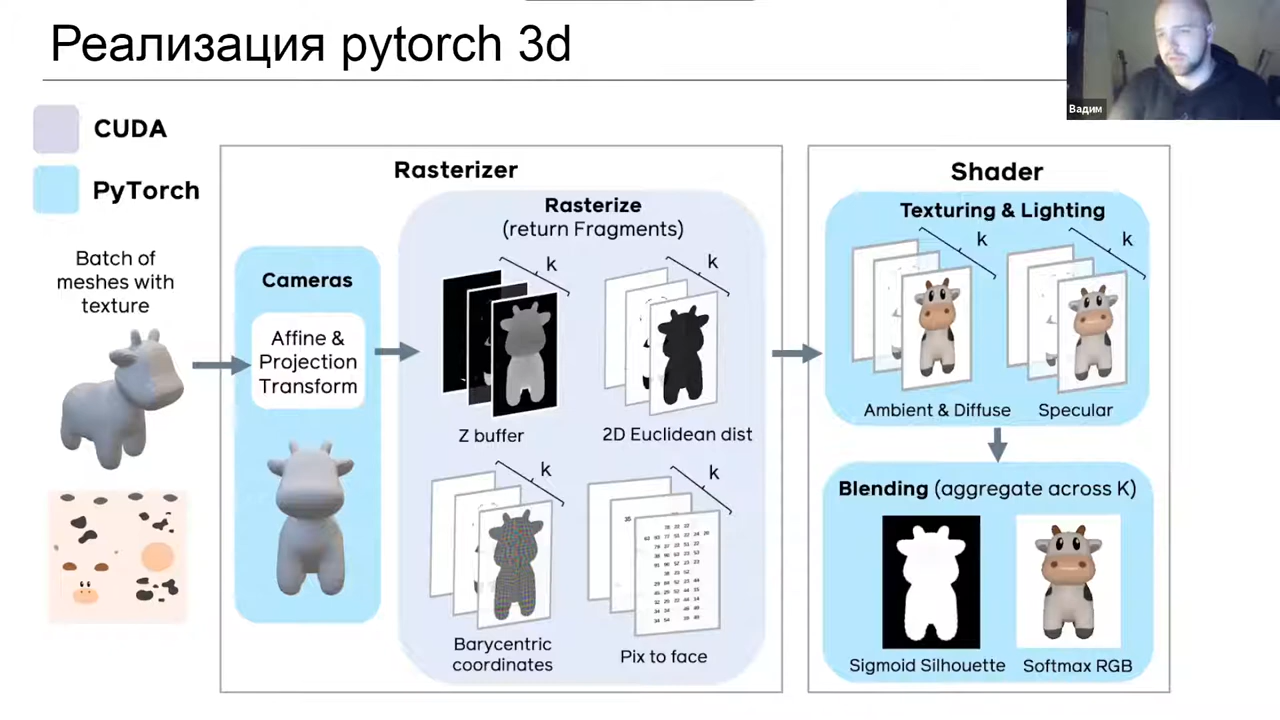 Реализация pytorch 3d
Вадим
CUDA
PyTorch
Batch of
meshes with
texture
Rasterizer
Cameras
Affine &
Projection
Transform
Rasterize
(return Fragments)
k
k
Z buffer
2D Euclidean dist
k
k
Barycentric
coordinates
Pix to face
Shader
Texturing & Lighting
k
k
Ambient & Diffuse
Specular
Blending (aggregate across K)
Sigmoid Silhouette
Softmax RGB